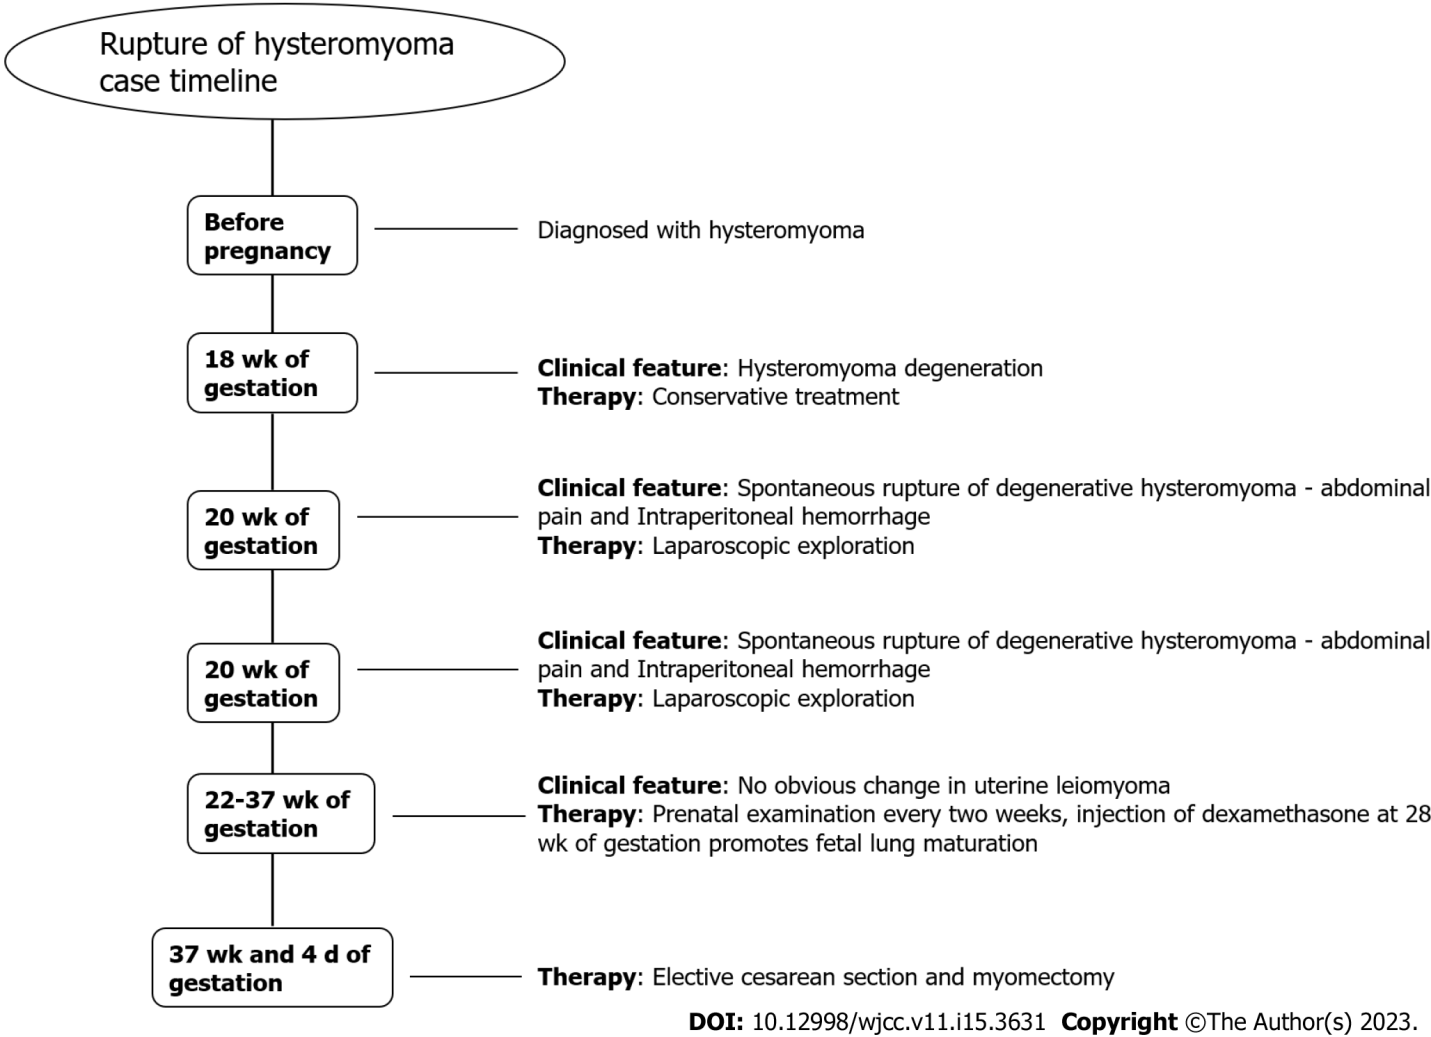 Rupture of hysteromyoma
case timeline
Before
pregnancy
Diagnosed with hysteromyoma
18 wk of
gestation
Clinical feature: Hysteromyoma degeneration
Therapy: Conservative treatment
20 wk of
gestation
Clinical feature: Spontaneous rupture of degenerative hysteromyoma - abdominal
pain and Intraperitoneal hemorrhage
Therapy: Laparoscopic exploration
20 wk of
gestation
Clinical feature: Spontaneous rupture of degenerative hysteromyoma - abdominal
pain and Intraperitoneal hemorrhage
Therapy: Laparoscopic exploration
22-37 wk of
gestation
Clinical feature: No obvious change in uterine leiomyoma
Therapy: Prenatal examination every two weeks, injection of dexamethasone at 28
wk of gestation promotes fetal lung maturation
37 wk and 4 d of
gestation
Therapy: Elective cesarean section and myomectomy
DOI: 10.12998/wjcc.v11.i15.3631 Copyright ©The Author(s) 2023.